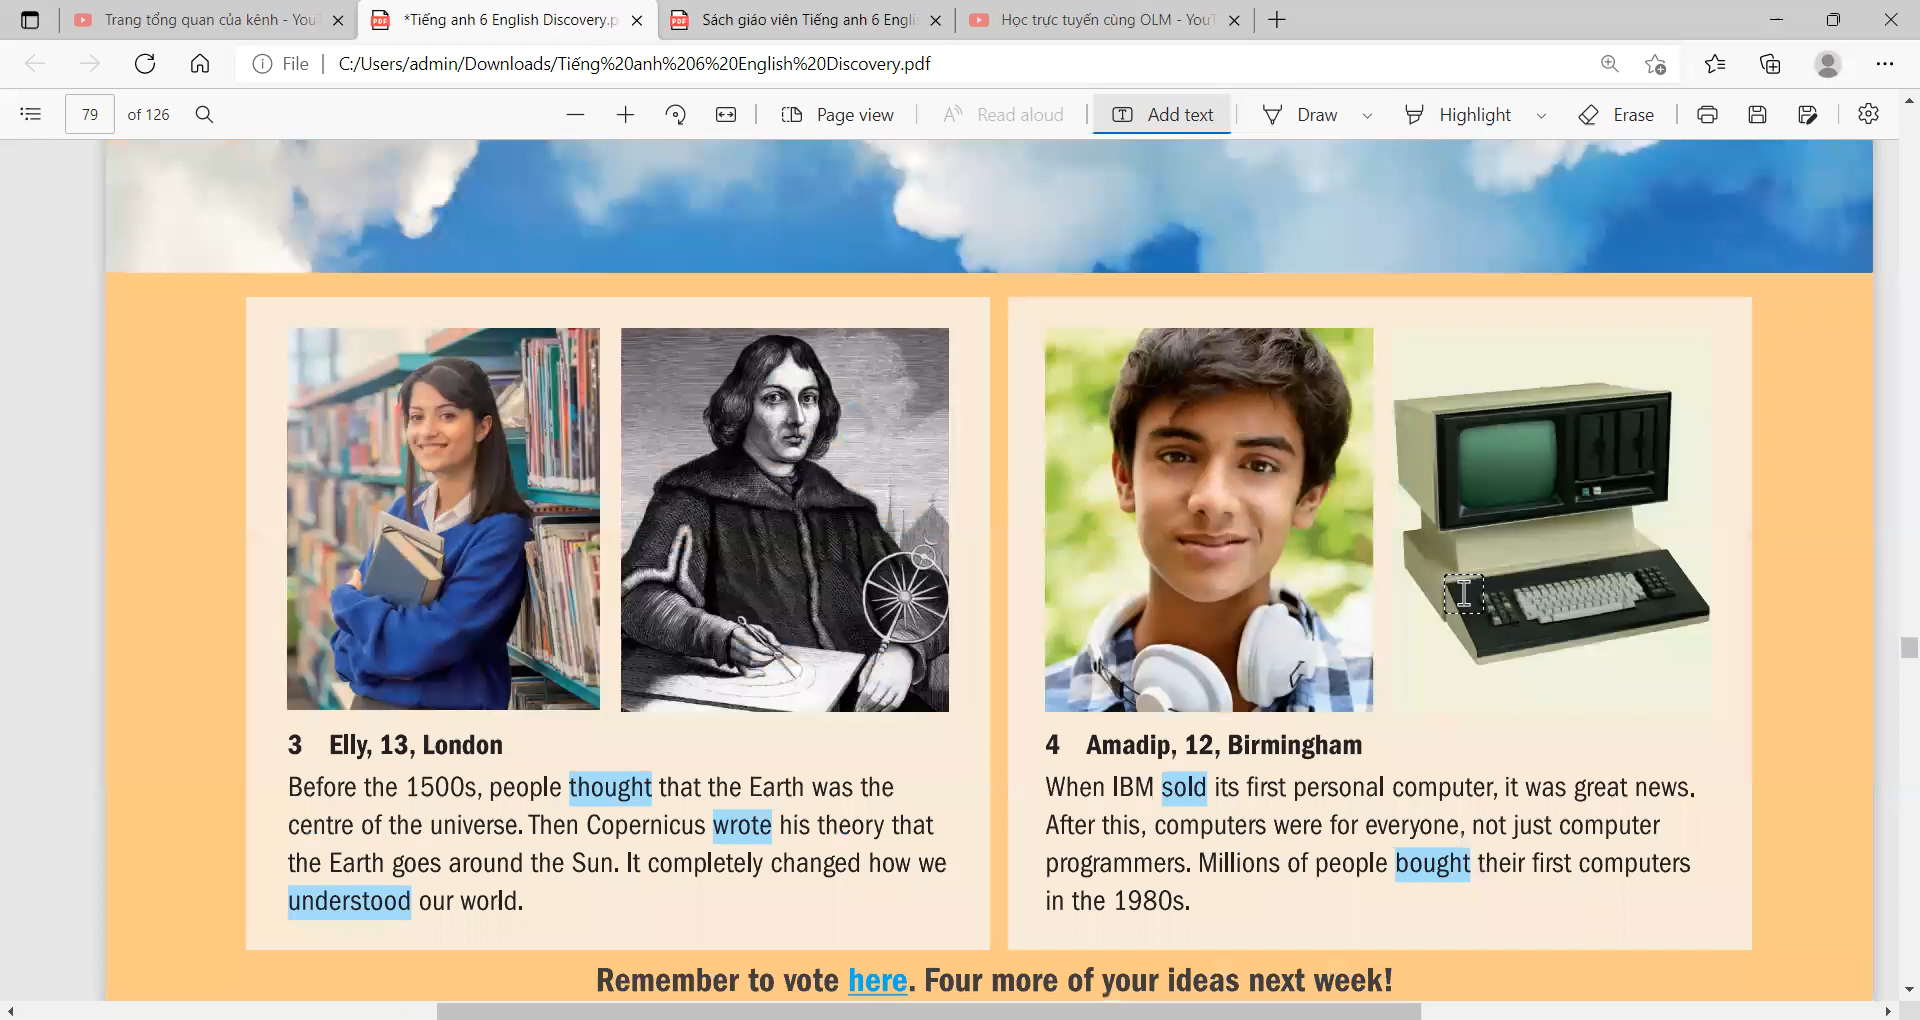 Trang tổng quan của kênh - You
*Tiếng anh 6 English Discovery.p
Sách giáo viên Tiếng anh 6 Engli
Học trực tuyến cùng OLM - YouT
File
C:/Users/admin/Downloads/Tiếng%20anh%206%20English%20Discovery.pdf
79 of 126
Page view
Read aloud
Add text
Draw
Highlight
Erase
3 Elly, 13, London
Before the 1500s, people thought that the Earth was the
centre of the universe. Then Copernicus wrote his theory that
the Earth goes around the Sun. It completely changed how we
understood our world.
4 Amadip, 12, Birmingham
When IBM sold its first personal computer, it was great news.
After this, computers were for everyone, not just computer
programmers. Millions of people bought their first computers
in the 1980s.
Remember to vote here. Four more of your ideas next week!